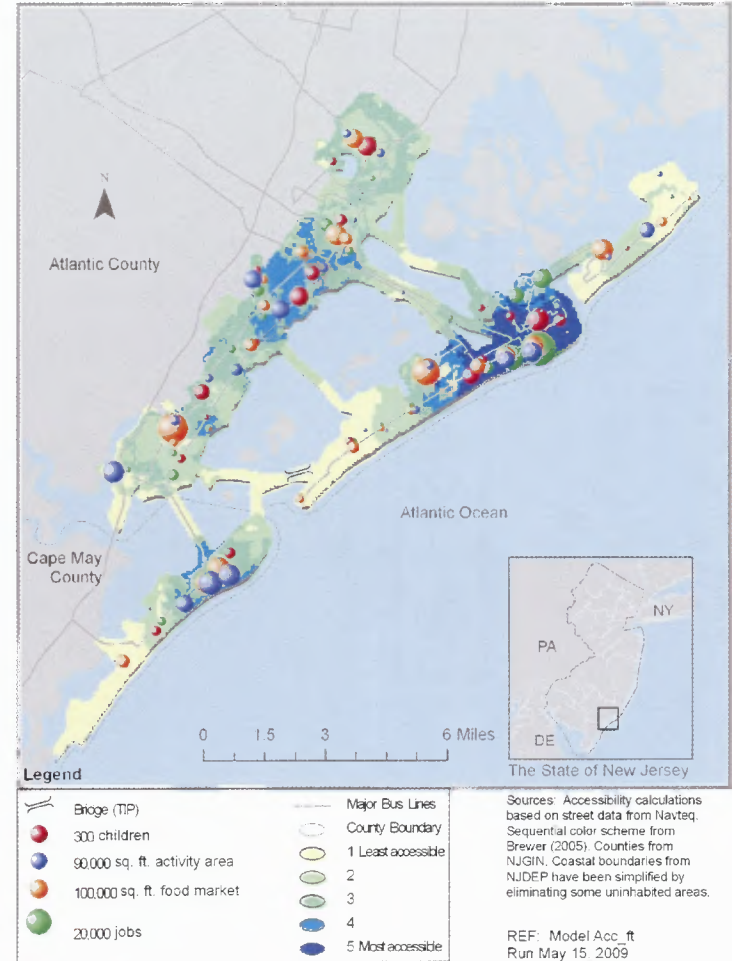 N
Atlantic County
Atlantic Ocean
Cape May
County
NY
PA
DE
0 1.5 3 6 Miles
The State of New Jersey
Legend
Bridge (TIP)
300 children
90,000 sq. ft. activity area
100,000 sq. ft. food market
20,000 jobs
Major Bus Lines
County Boundary
1 Least accessible
2
3
4
5 Most accessible
Sources: Accessibility calculations
based on street data from Navteq.
Sequential color scheme from
Brewer (2005). Counties from
NJGIN. Coastal boundaries from
NJDEP have been simplified by
eliminating some uninhabited areas.
REF: Model Acc_ft
Run May 15, 2009